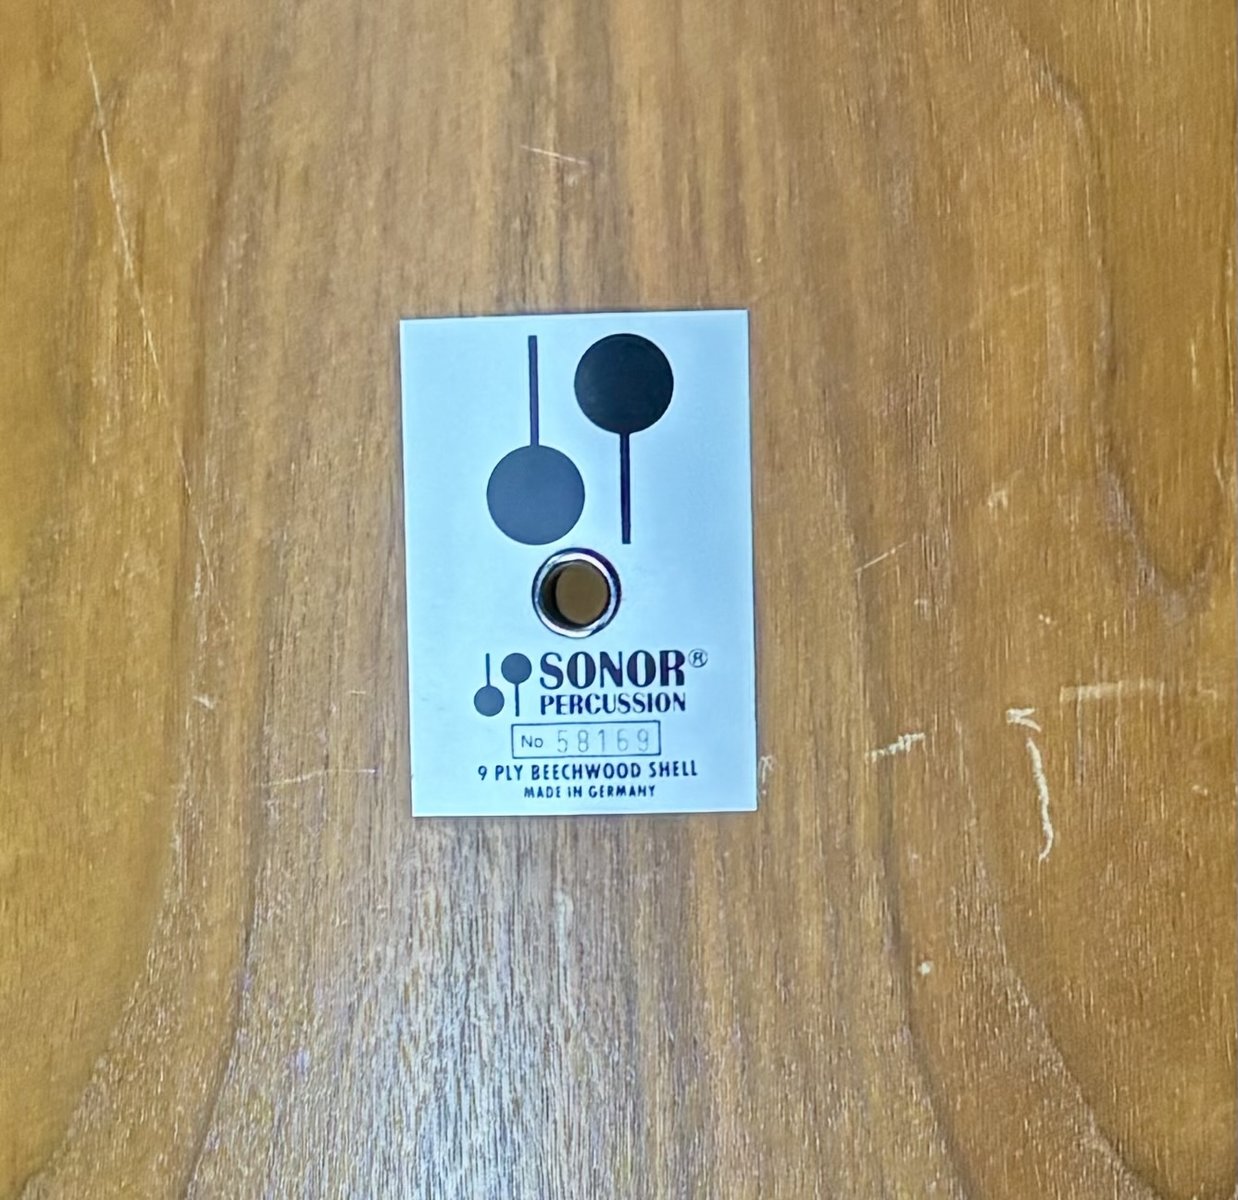 SONOR®
PERCUSSION
No 58169
9 PLY BEECHWOOD SHELL
MADE IN GERMANY